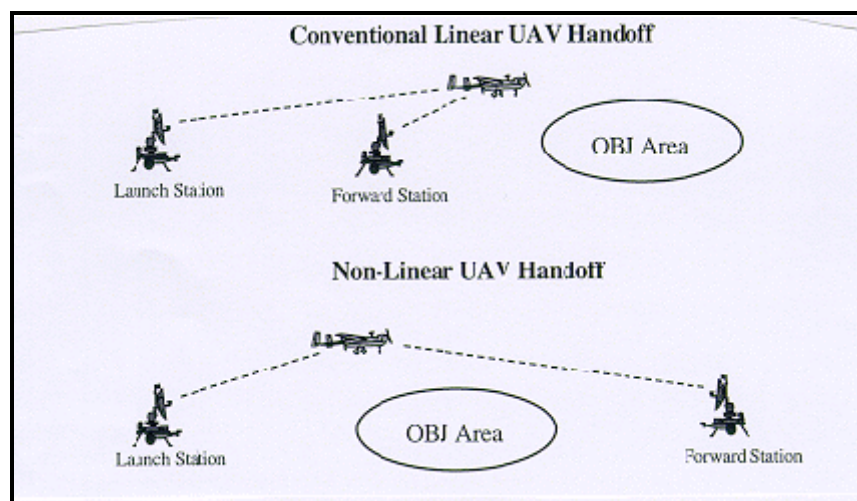 Conventional Linear UAV Handoff
OBJ Area
Launch Station
Forward Station
Non-Linear UAV Handoff
OBJ Area
Launch Station
Forward Station